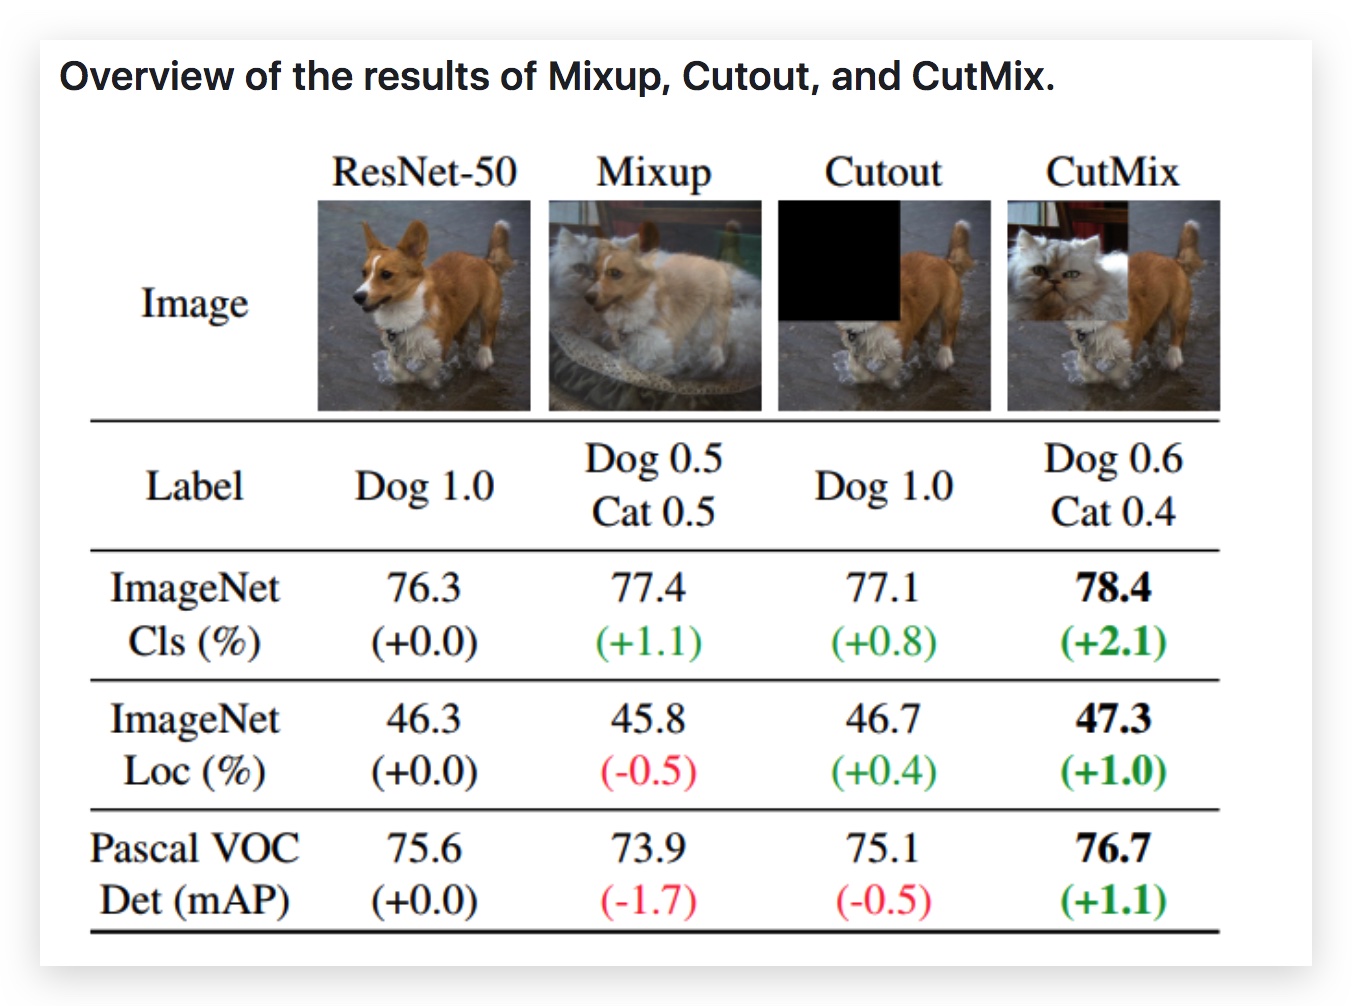 Overview of the results of Mixup, Cutout, and CutMix.
ResNet-50 Mixup Cutout CutMix
Image
Label Dog 1.0 Dog 0.5 Cat 0.5 Dog 1.0 Dog 0.6 Cat 0.4
ImageNet 76.3 77.4 77.1 78.4
Cls (%) (+0.0) (+1.1) (+0.8) (+2.1)
ImageNet 46.3 45.8 46.7 47.3
Loc (%) (+0.0) (-0.5) (+0.4) (+1.0)
Pascal VOC 75.6 73.9 75.1 76.7
Det (mAP) (+0.0) (-1.7) (-0.5) (+1.1)